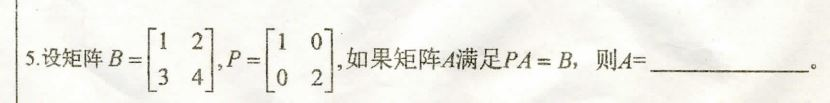 5.设矩阵 B = [1 2; 3 4], P = [1 0; 0 2], 如果矩阵A满足PA = B，则A=____________。